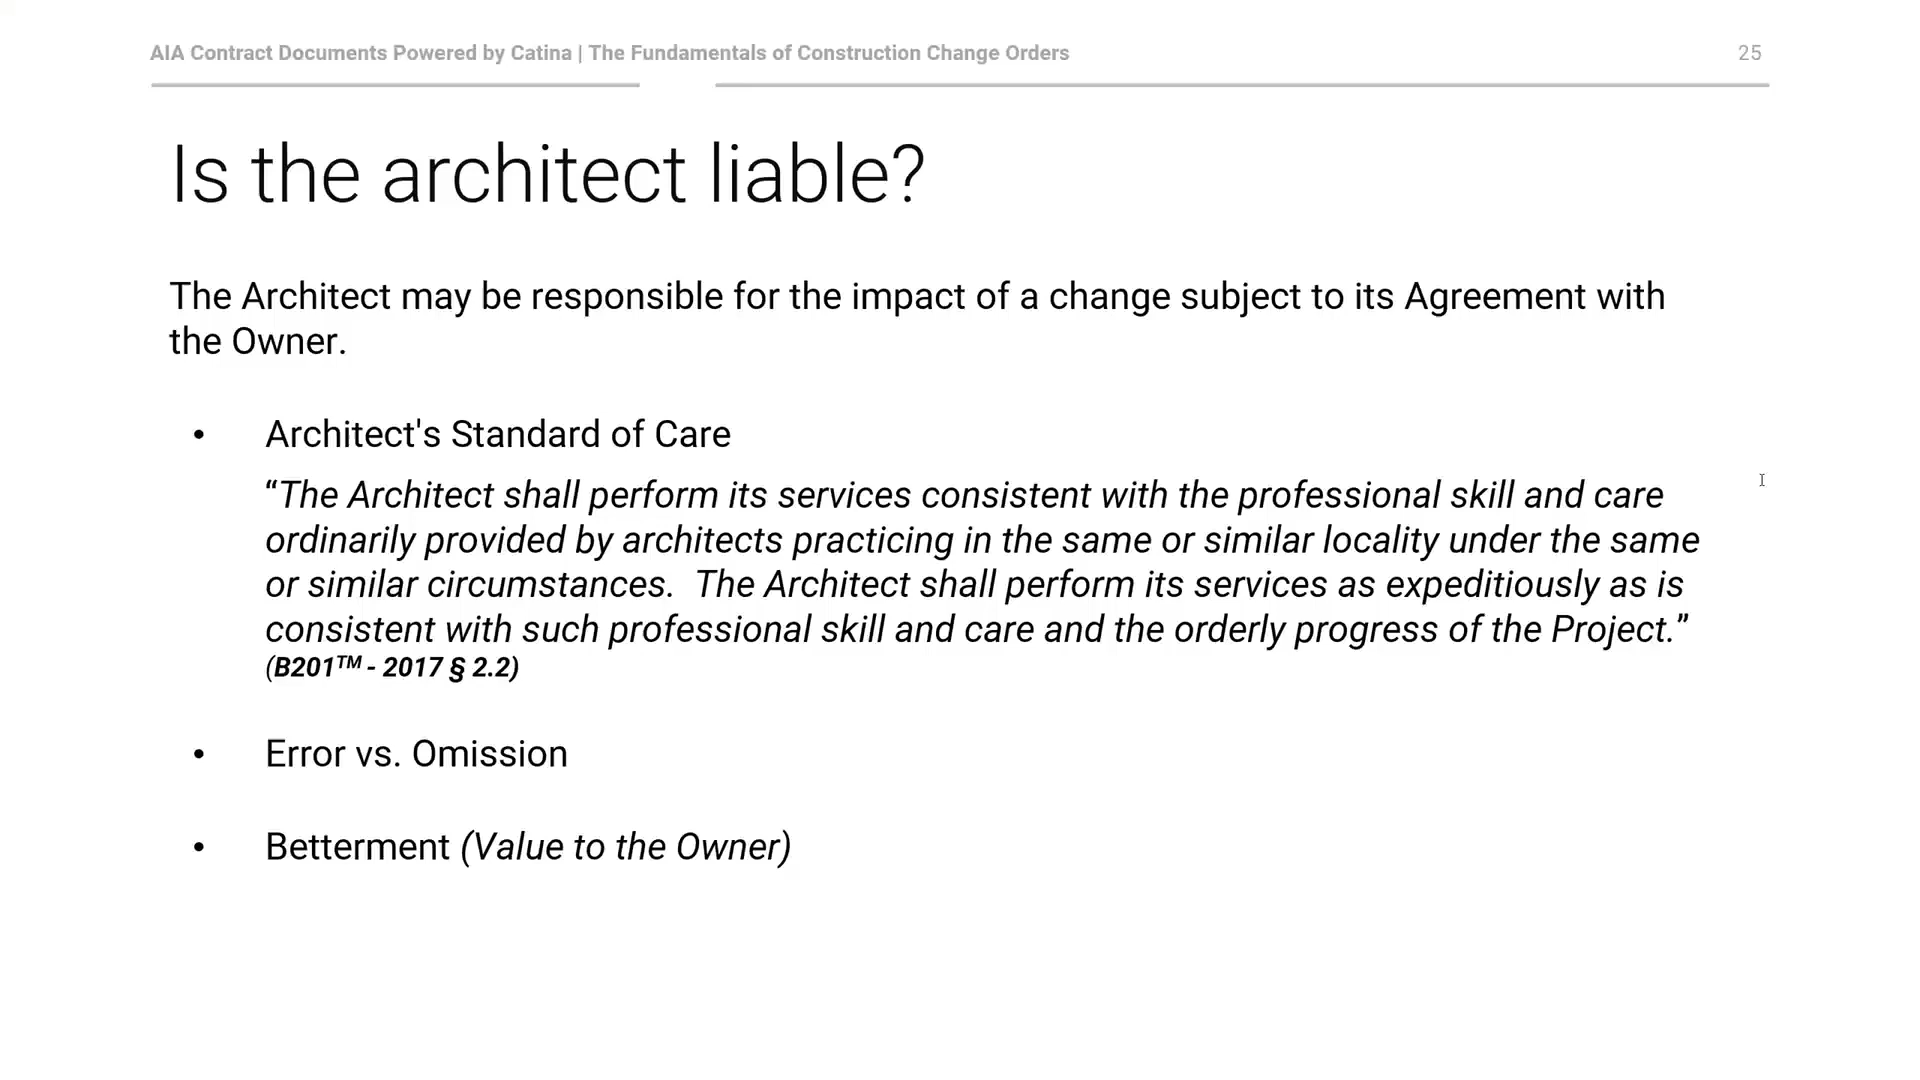 AIA Contract Documents Powered by Catina | The Fundamentals of Construction Change Orders
25
Is the architect liable?
The Architect may be responsible for the impact of a change subject to its Agreement with
the Owner.
• Architect's Standard of Care
“The Architect shall perform its services consistent with the professional skill and care
ordinarily provided by architects practicing in the same or similar locality under the same
or similar circumstances.  The Architect shall perform its services as expeditiously as is
consistent with such professional skill and care and the orderly progress of the Project.”
(B201™ - 2017 § 2.2)
• Error vs. Omission
• Betterment (Value to the Owner)